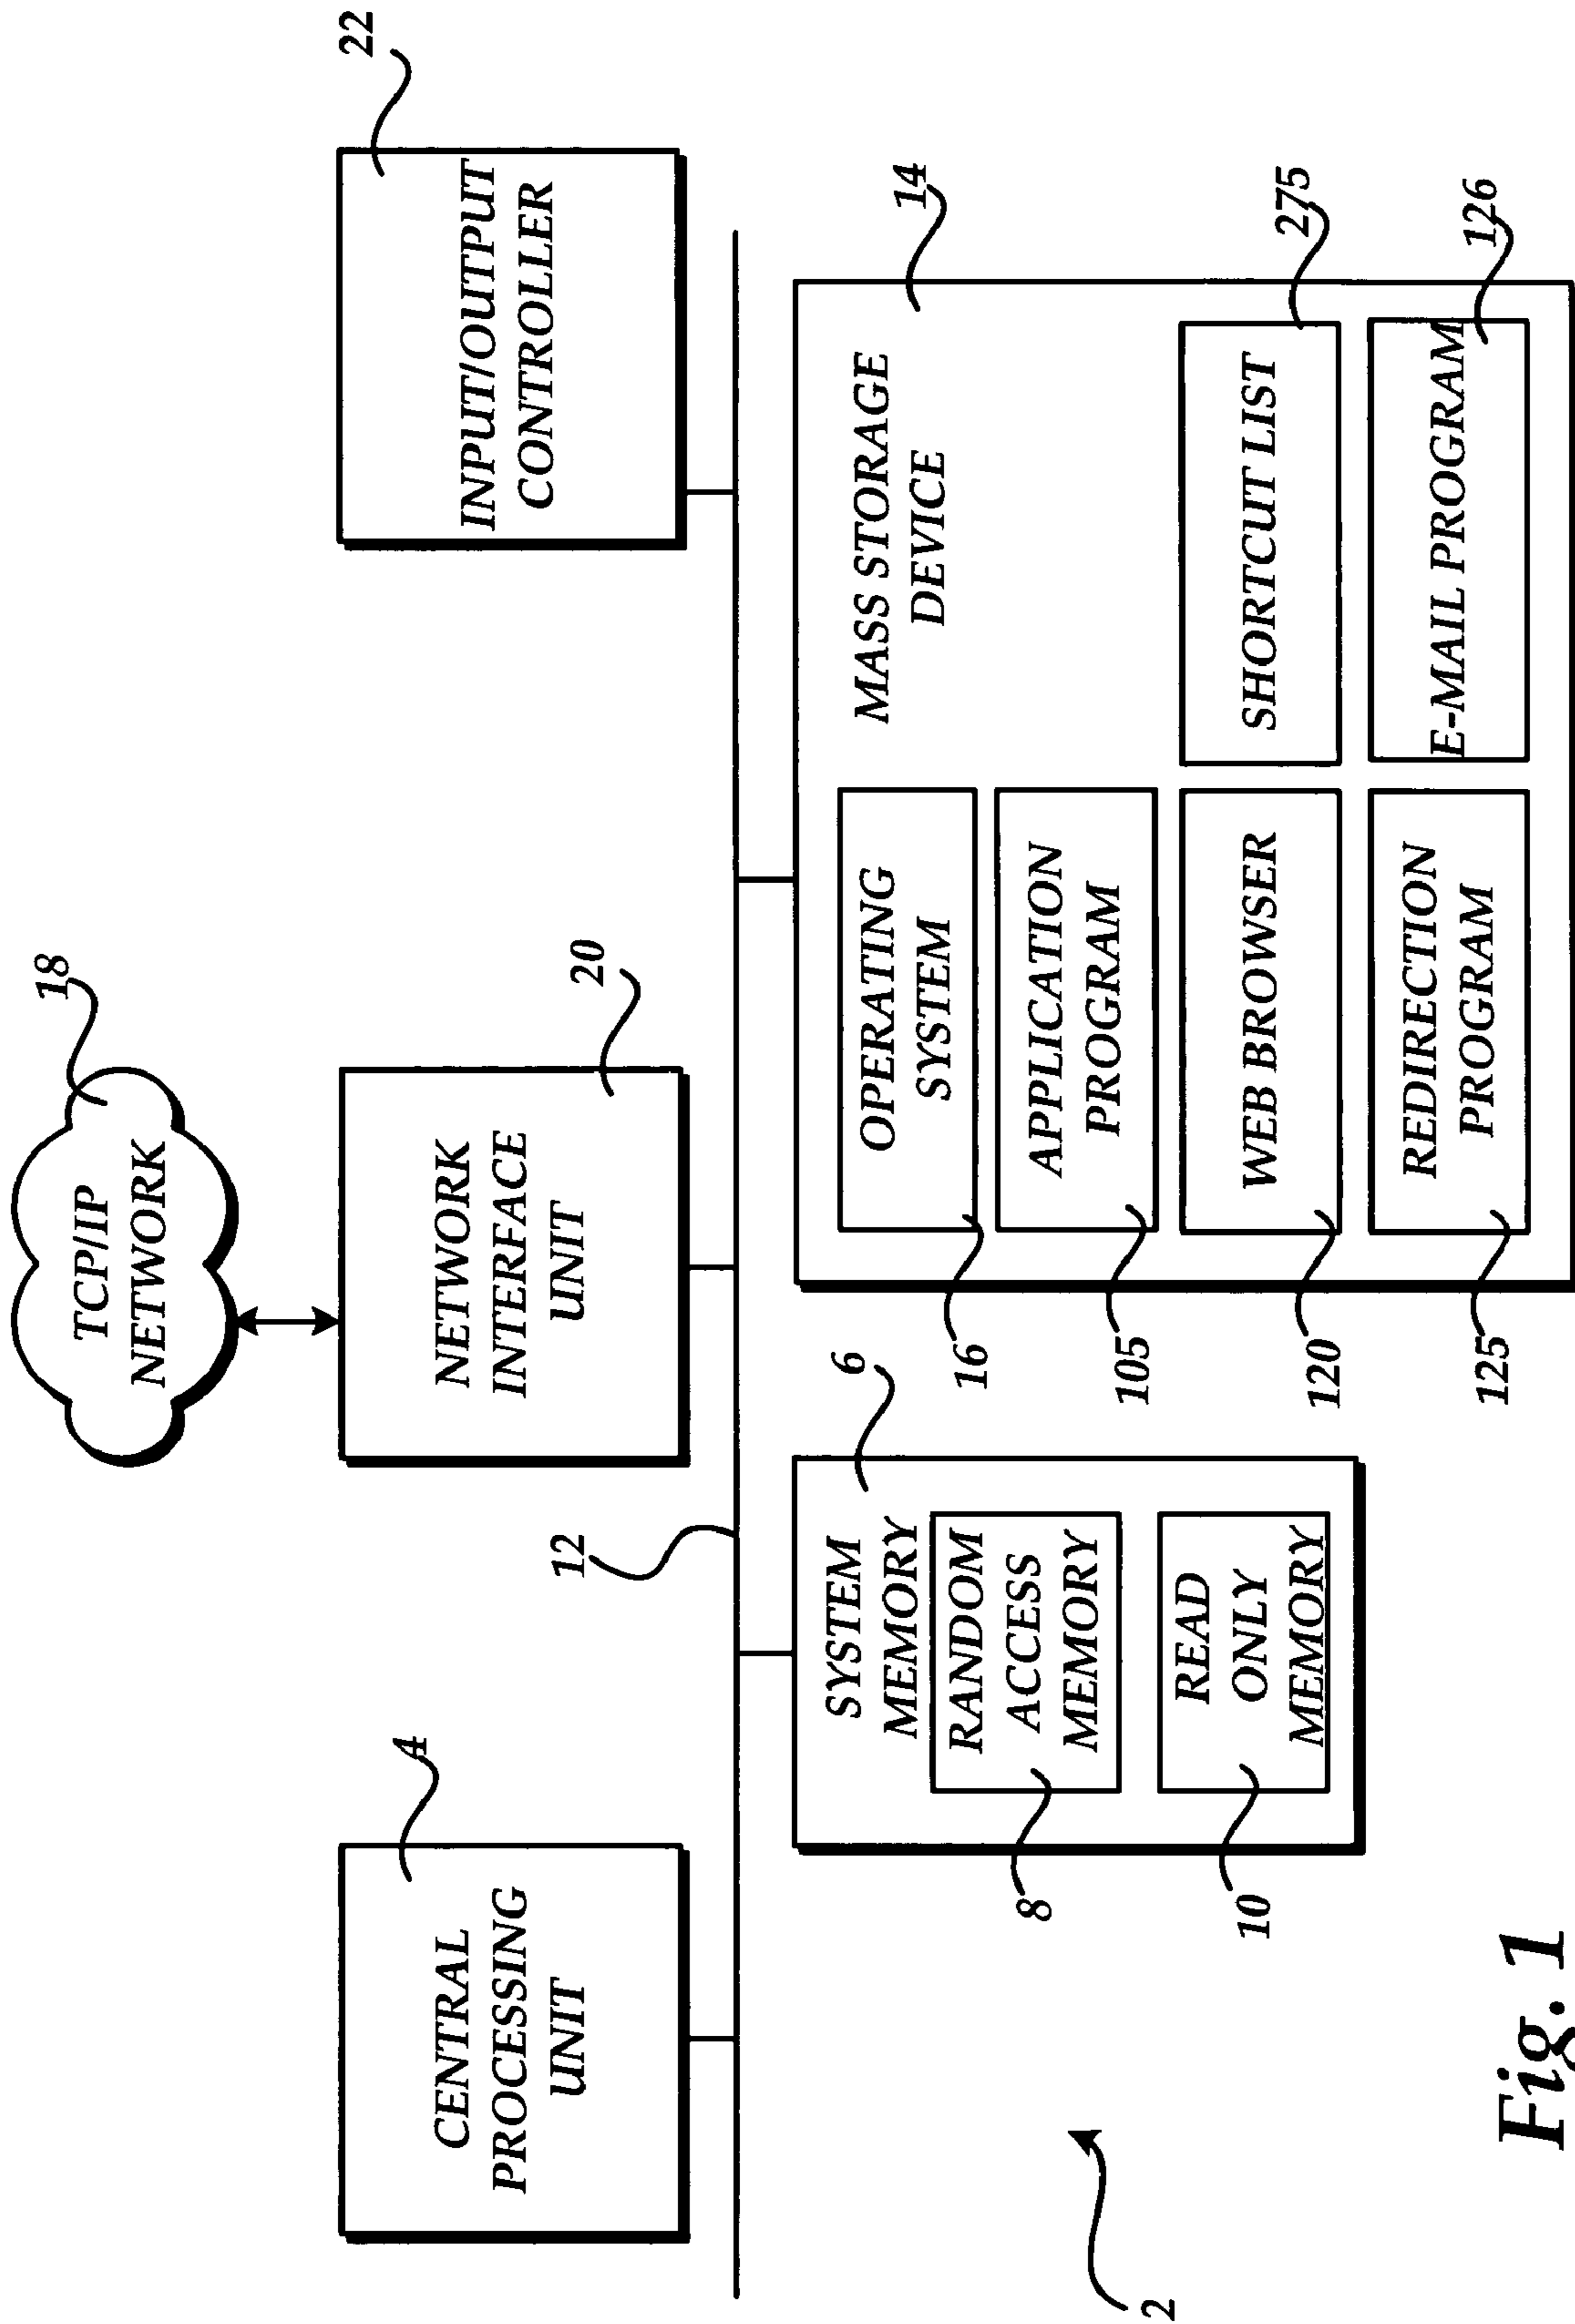 18
TCP/IP
NETWORK
4
CENTRAL
PROCESSING
UNIT
20
NETWORK
INTERFACE
UNIT
22
INPUT/OUTPUT
CONTROLLER
12
6
SYSTEM
MEMORY
RANDOM
ACCESS
MEMORY
8
READ
ONLY
MEMORY
10
14
MASS STORAGE
DEVICE
OPERATING
SYSTEM
16
APPLICATION
PROGRAM
105
WEB BROWSER
120
SHORTCUT LIST
275
REDIRECTION
PROGRAM
125
E-MAIL PROGRAM
126
2
Fig. 1